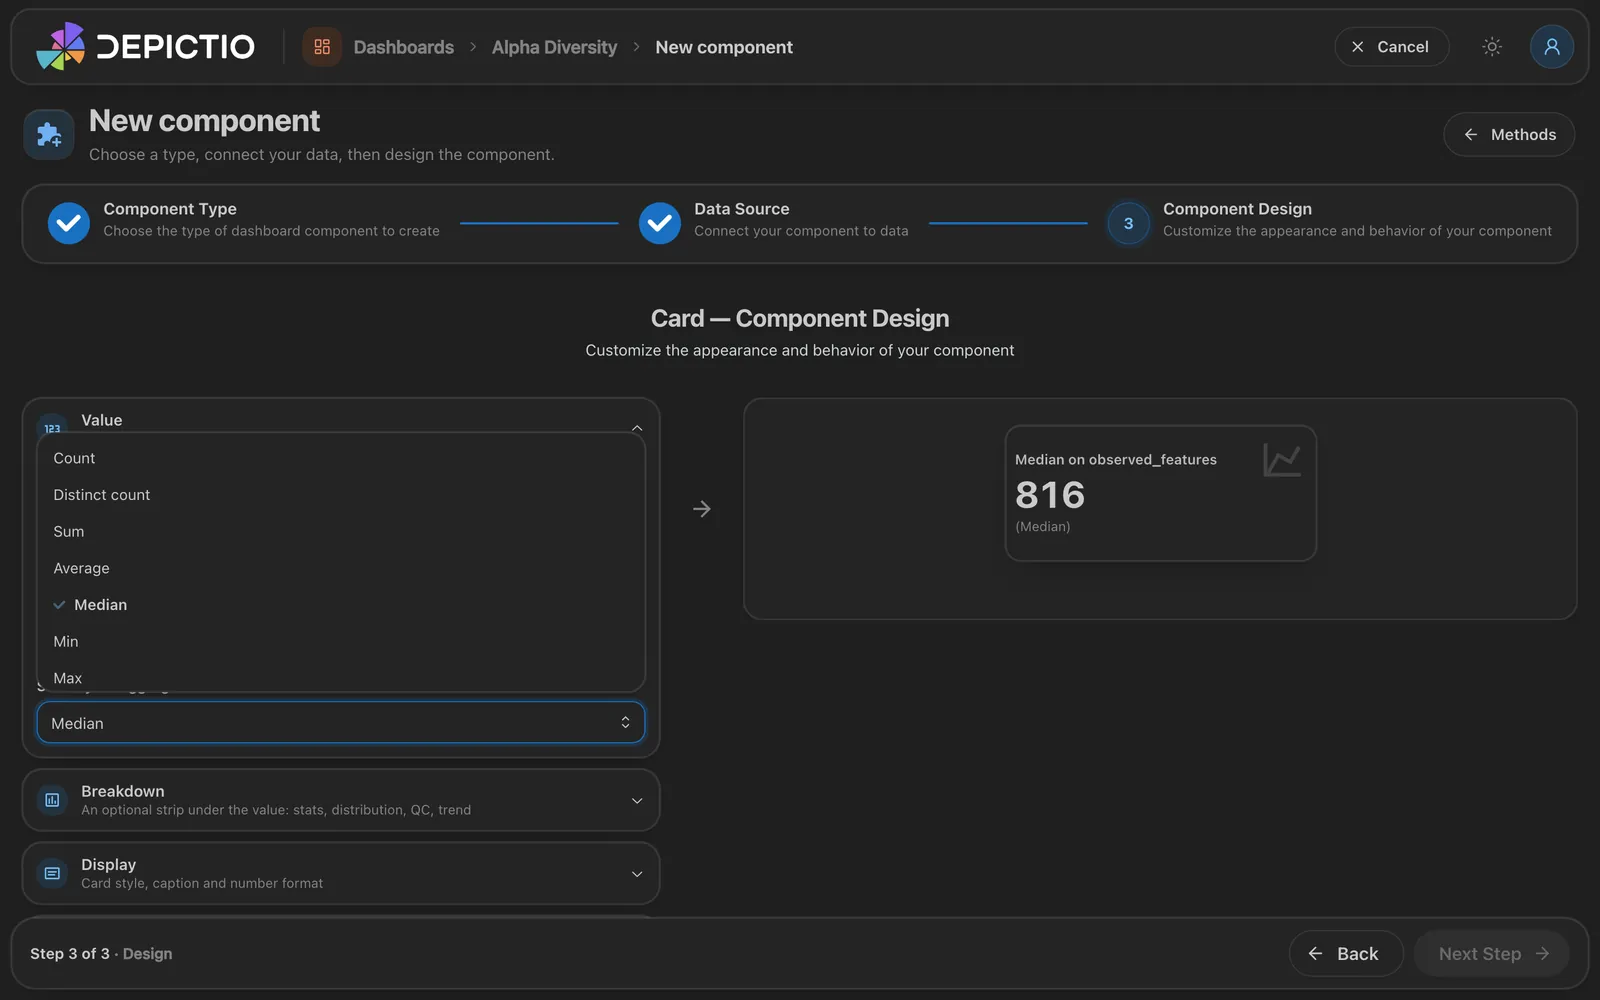 DEPICTIO
Dashboards
Alpha Diversity
New component
Cancel
New component
Choose a type, connect your data, then design the component.
Methods
Component Type
Choose the type of dashboard component to create
Data Source
Connect your component to data
3
Component Design
Customize the appearance and behavior of your component
Card — Component Design
Customize the appearance and behavior of your component
123
Value
Count
Distinct count
Sum
Average
Median
Min
Max
Median
Median on observed_features
816
(Median)
Breakdown
An optional strip under the value: stats, distribution, QC, trend
Display
Card style, caption and number format
Step 3 of 3 · Design
Back
Next Step